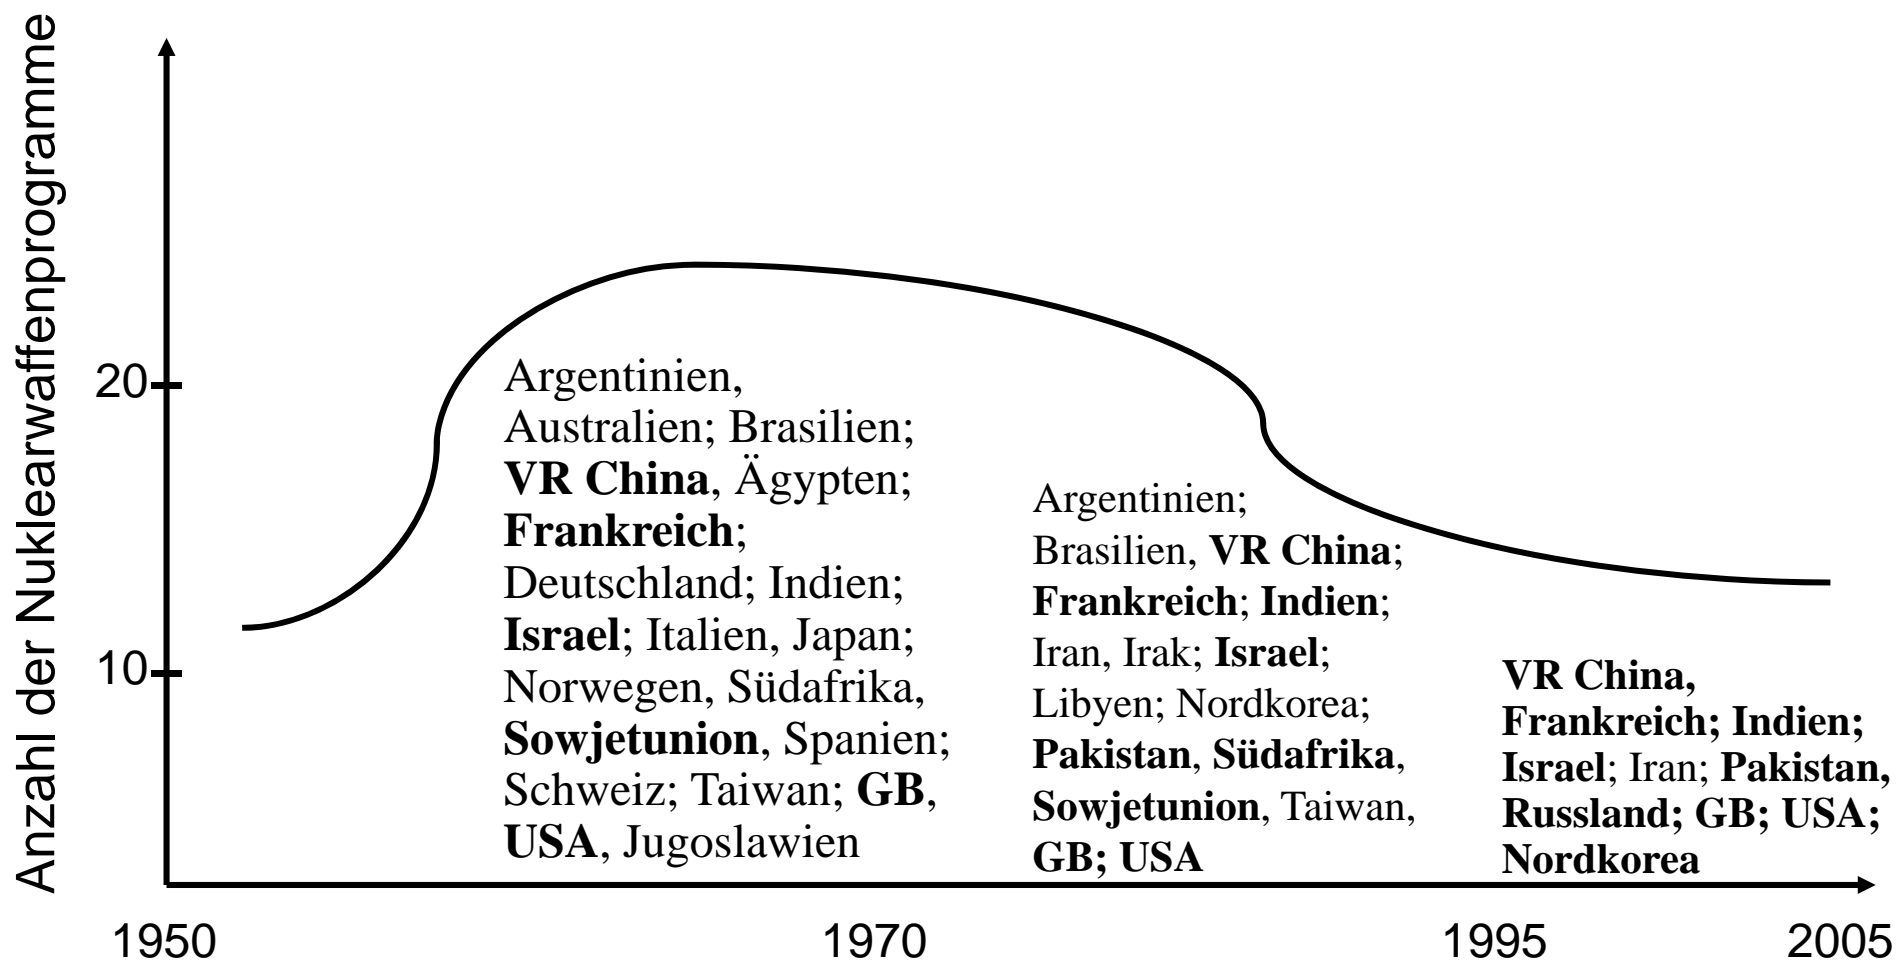 Anzahl der Nuklearwaffenprogramme
20
10
Argentinien,
Australien; Brasilien;
VR China, Ägypten;
Frankreich;
Deutschland; Indien;
Israel; Italien, Japan;
Norwegen, Südafrika,
Sowjetunion, Spanien;
Schweiz; Taiwan; GB,
USA, Jugoslawien
Argentinien;
Brasilien, VR China;
Frankreich; Indien;
Iran, Irak; Israel;
Libyen; Nordkorea;
Pakistan, Südafrika,
Sowjetunion, Taiwan,
GB; USA
VR China,
Frankreich; Indien;
Israel; Iran; Pakistan,
Russland; GB; USA;
Nordkorea
1950
1970
1995
2005